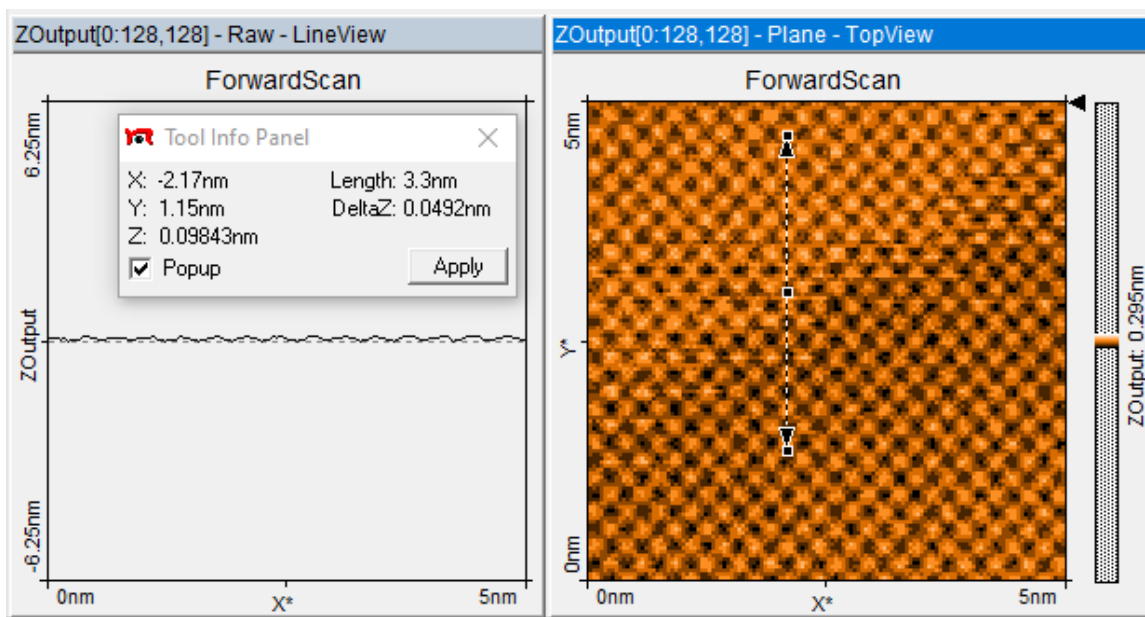 ZOutput[0:128,128] - Raw - LineView
ForwardScan
6.25nm
ZOutput
-6.25nm
Tool Info Panel
X: -2.17nm
Length: 3.3nm
Y: 1.15nm
DeltaZ: 0.0492nm
Z: 0.09843nm
Popup
Apply
0nm
X*
5nm
ZOutput[0:128,128] - Plane - TopView
ForwardScan
5nm
Y*
0nm
0nm
X*
5nm
ZOutput: 0.295nm